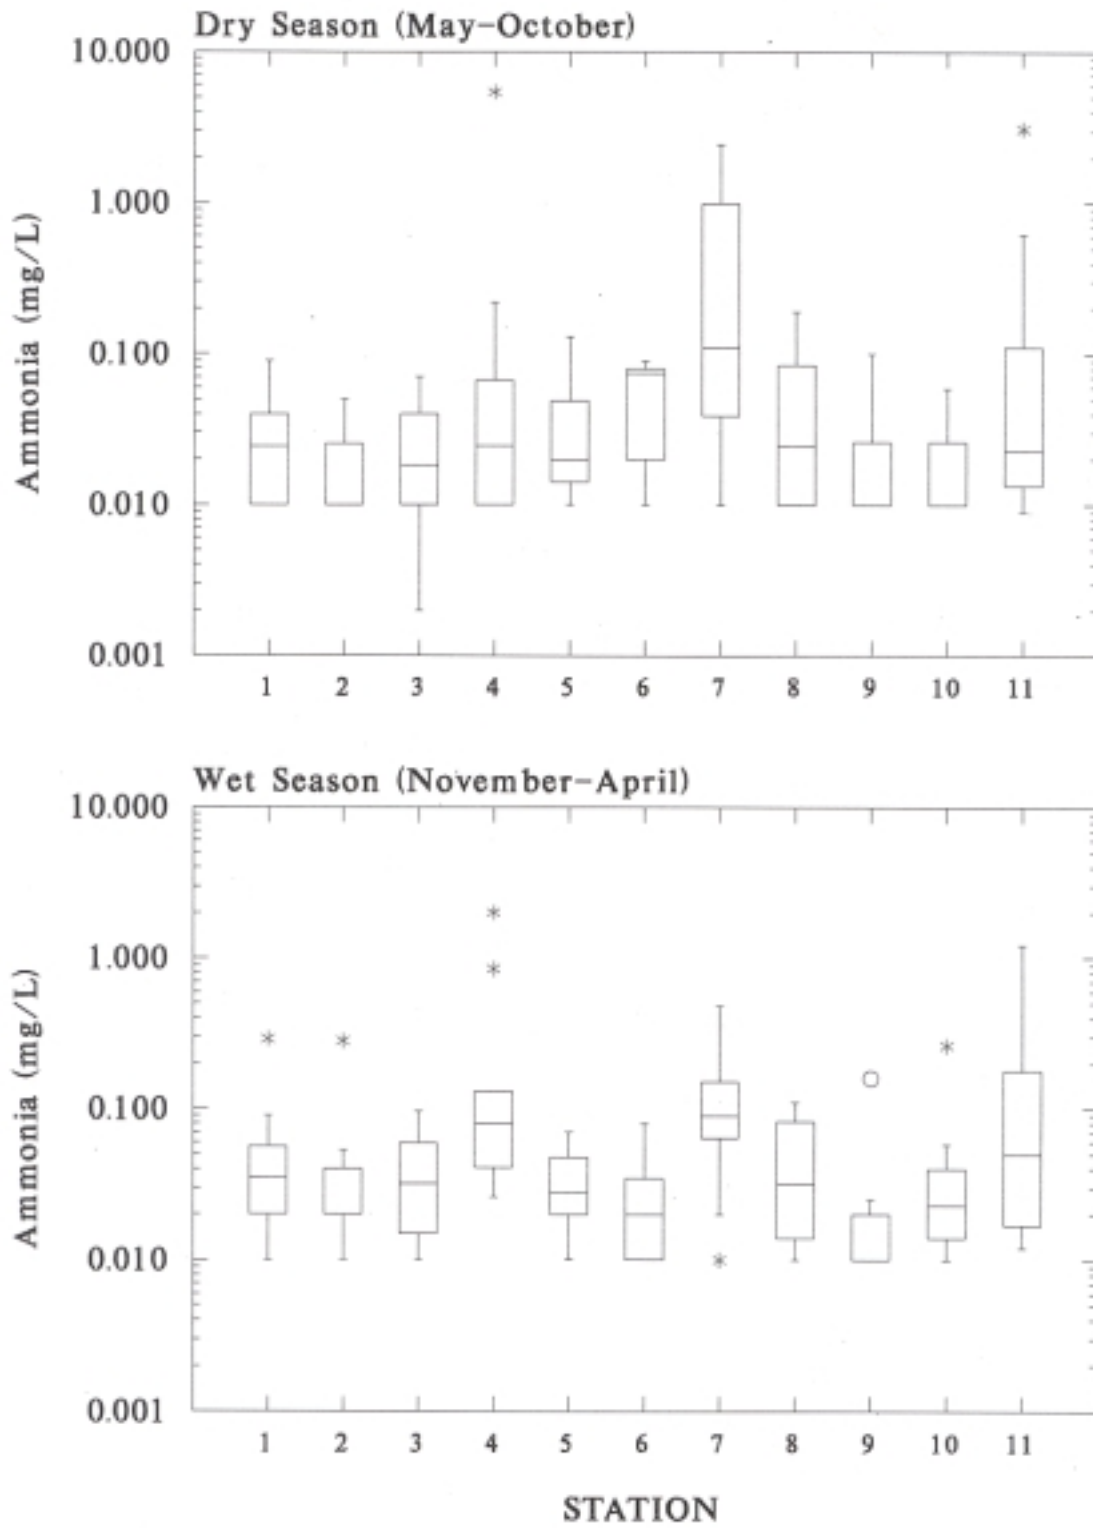 Dry Season (May-October)
10.000
1.000
0.100
0.010
0.001
Ammonia (mg/L)
1 2 3 4 5 6 7 8 9 10 11
Wet Season (November-April)
10.000
1.000
0.100
0.010
0.001
Ammonia (mg/L)
1 2 3 4 5 6 7 8 9 10 11
STATION